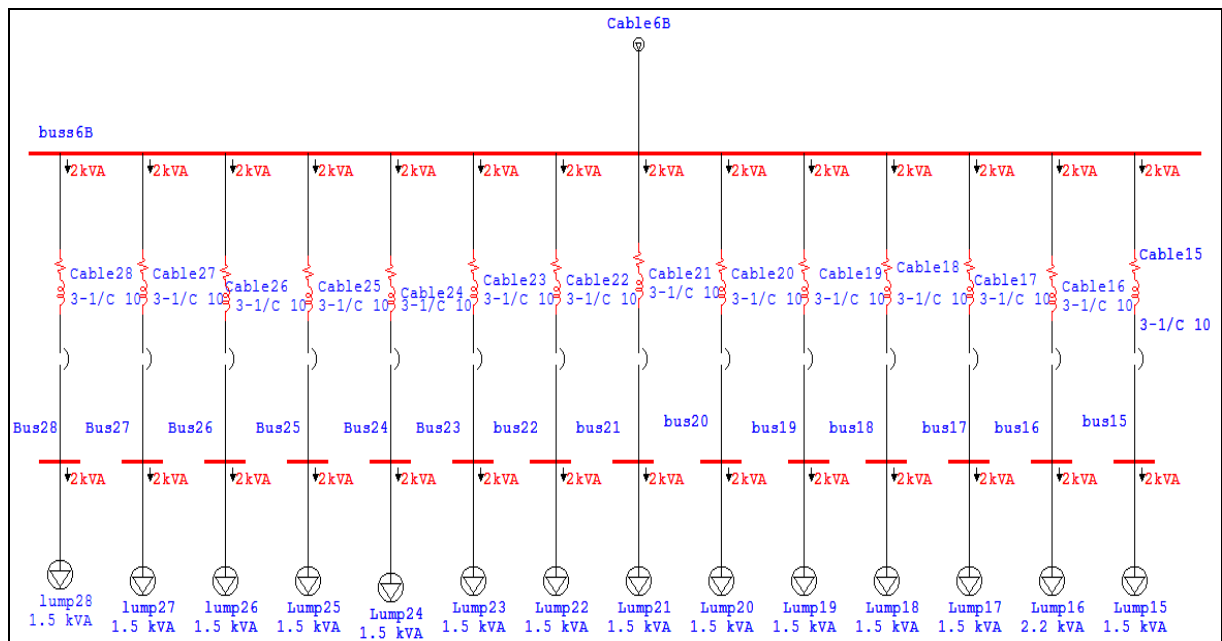 Cable6B
buss6B
2kVA 2kVA 2kVA 2kVA 2kVA 2kVA 2kVA 2kVA 2kVA 2kVA 2kVA 2kVA 2kVA 2kVA
Cable28 Cable27 Cable26 Cable25 Cable24 Cable23 Cable22 Cable21 Cable20 Cable19 Cable18 Cable17 Cable16 Cable15
3-1/C 10 3-1/C 10 3-1/C 10 3-1/C 10 3-1/C 10 3-1/C 10 3-1/C 10 3-1/C 10 3-1/C 10 3-1/C 10 3-1/C 10 3-1/C 10 3-1/C 10 3-1/C 10
Bus28 Bus27 Bus26 Bus25 Bus24 Bus23 bus22 bus21 bus20 bus19 bus18 bus17 bus16 bus15
2kVA 2kVA 2kVA 2kVA 2kVA 2kVA 2kVA 2kVA 2kVA 2kVA 2kVA 2kVA 2kVA 2kVA
lump28 lump27 lump26 Lump25 Lump24 Lump23 Lump22 Lump21 Lump20 Lump19 Lump18 Lump17 Lump16 Lump15
1.5 kVA 1.5 kVA 1.5 kVA 1.5 kVA 1.5 kVA 1.5 kVA 1.5 kVA 1.5 kVA 1.5 kVA 1.5 kVA 1.5 kVA 1.5 kVA 2.2 kVA 1.5 kVA